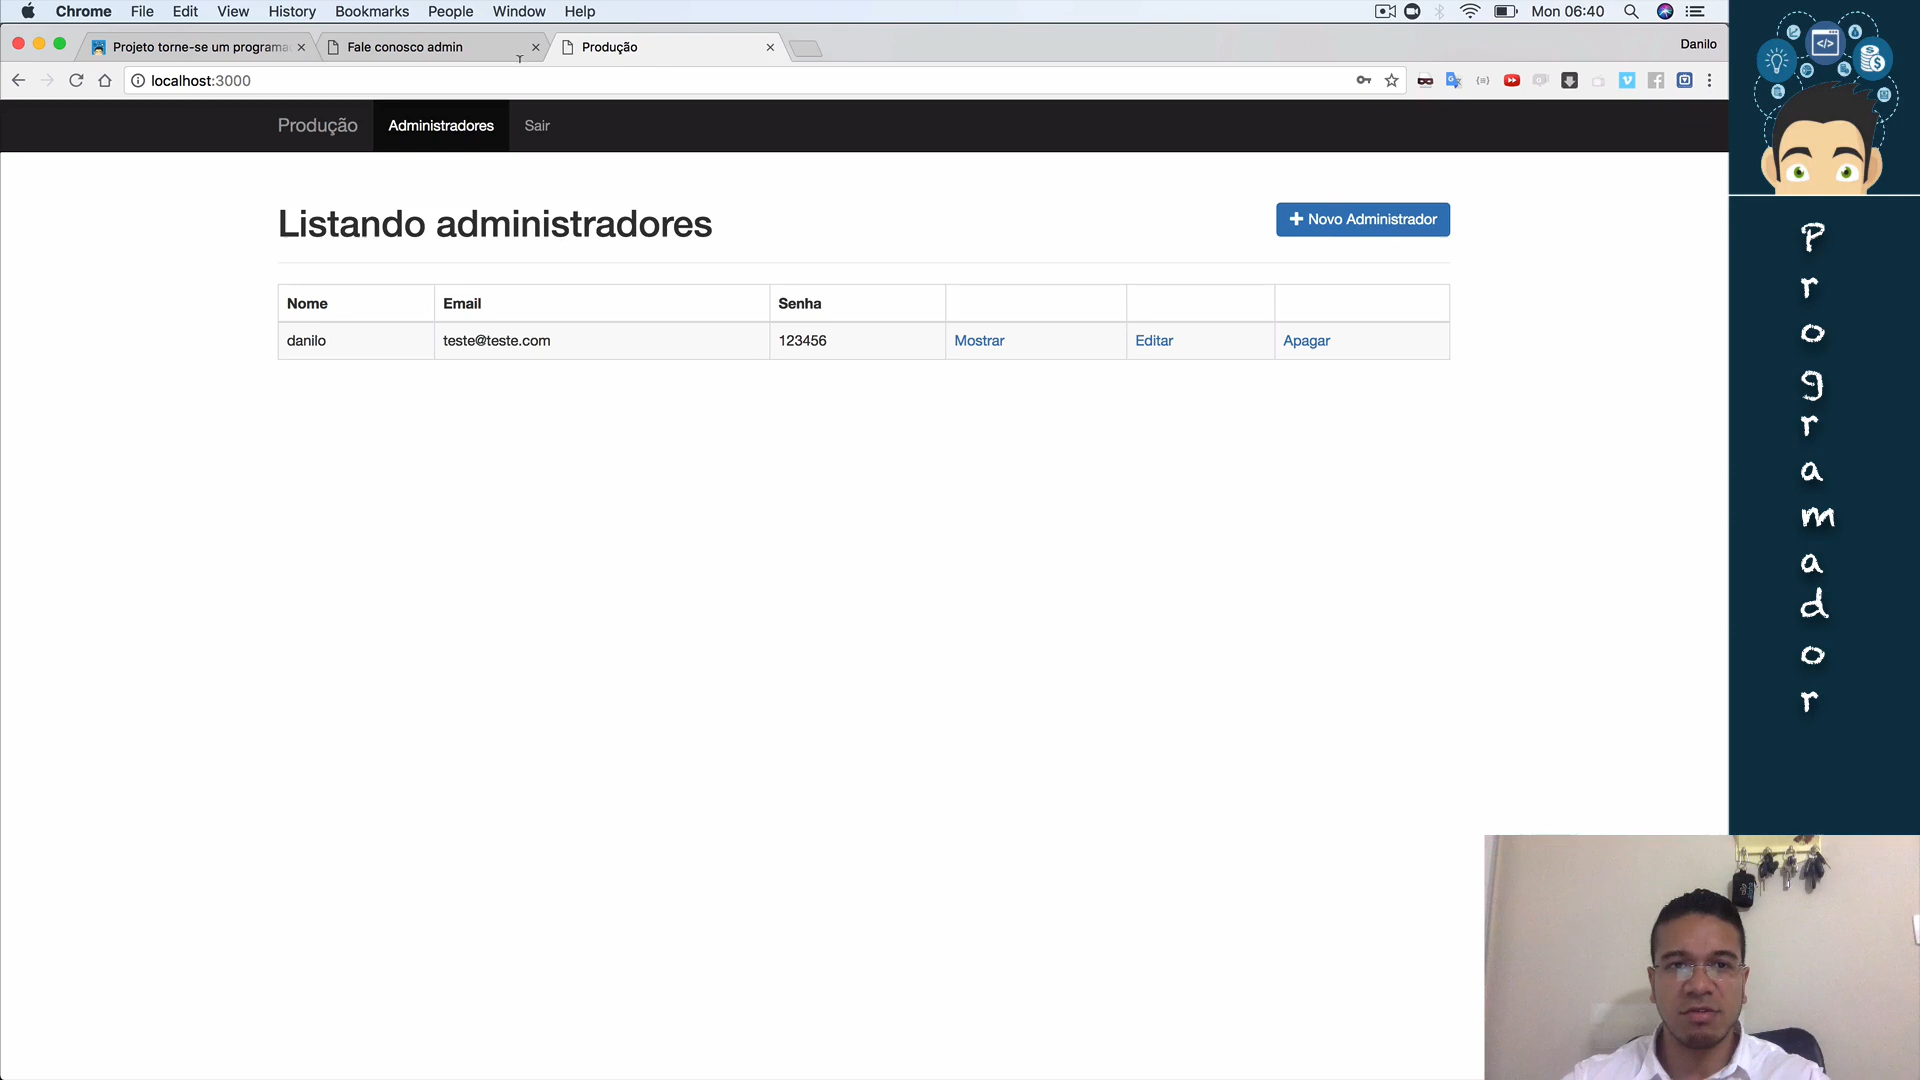 Chrome File Edit View History Bookmarks People Window Help Mon 06:40
Projeto torne-se um programa Fale conosco admin Produção Danilo
localhost:3000
Produção Administradores Sair
Listando administradores Novo Administrador
Nome Email Senha
danilo teste@teste.com 123456 Mostrar Editar Apagar
Programador